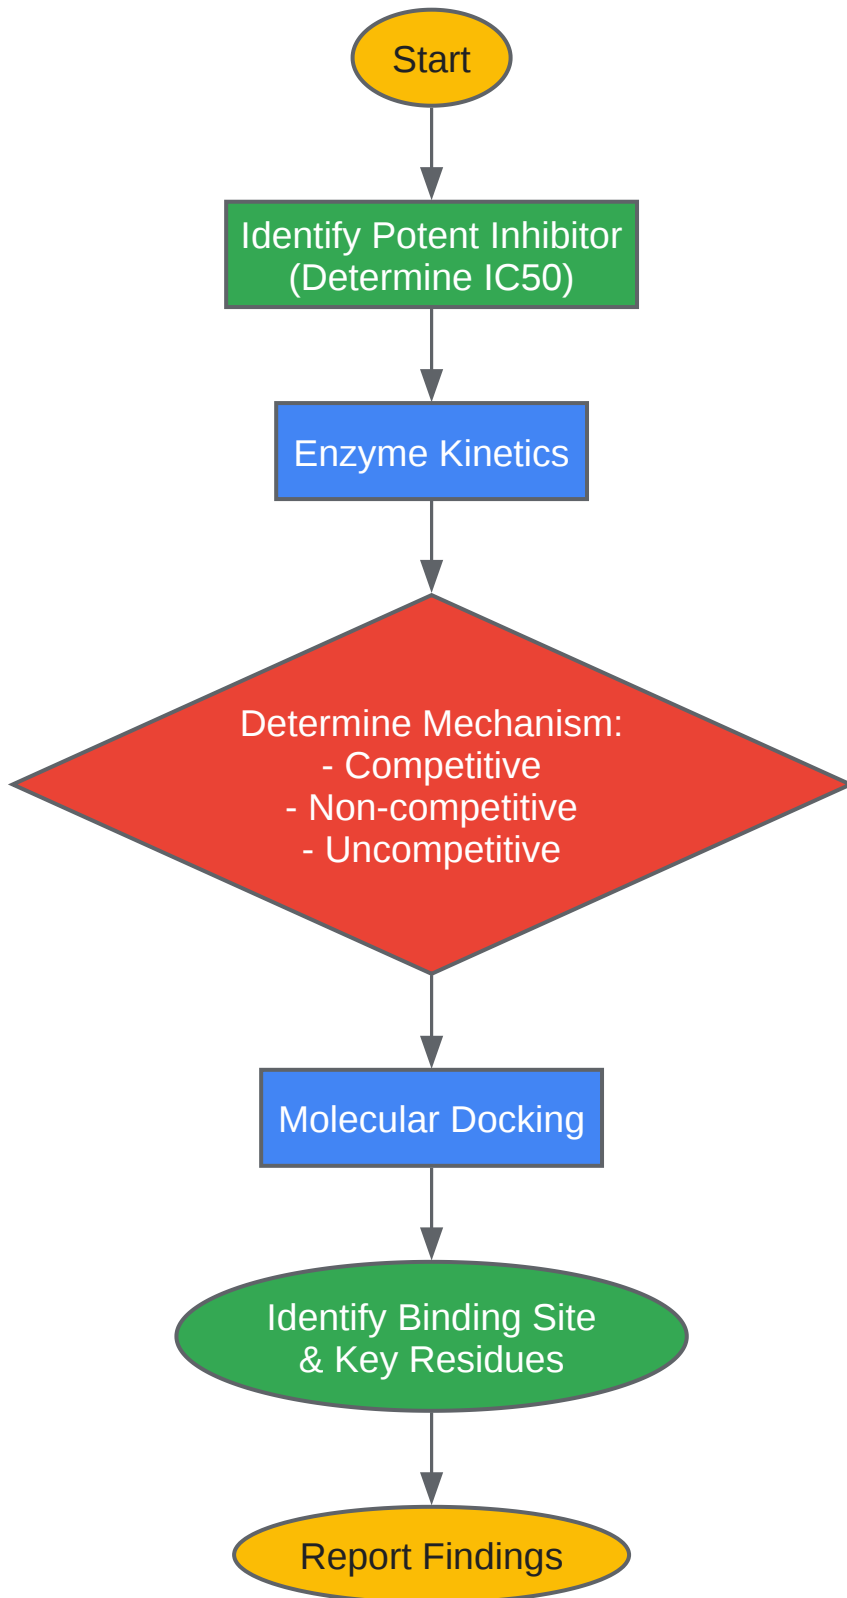 Start
Identify Potent Inhibitor
(Determine IC50)
Enzyme Kinetics
Determine Mechanism:
- Competitive
- Non-competitive
- Uncompetitive
Molecular Docking
Identify Binding Site
& Key Residues
Report Findings